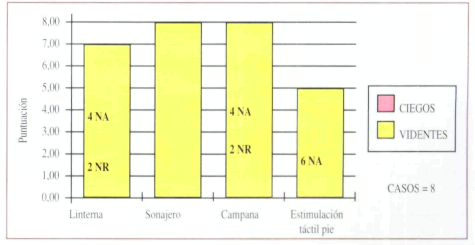 8,00
7,00
6,00
5,00
4,00
3,00
2,00
1,00
0,00
Puntuación
4 NA
2 NR
4 NA
2 NR
6 NA
Linterna
Sonajero
Campana
Estimulación
táctil pie
CIEGOS
VIDENTES
CASOS = 8